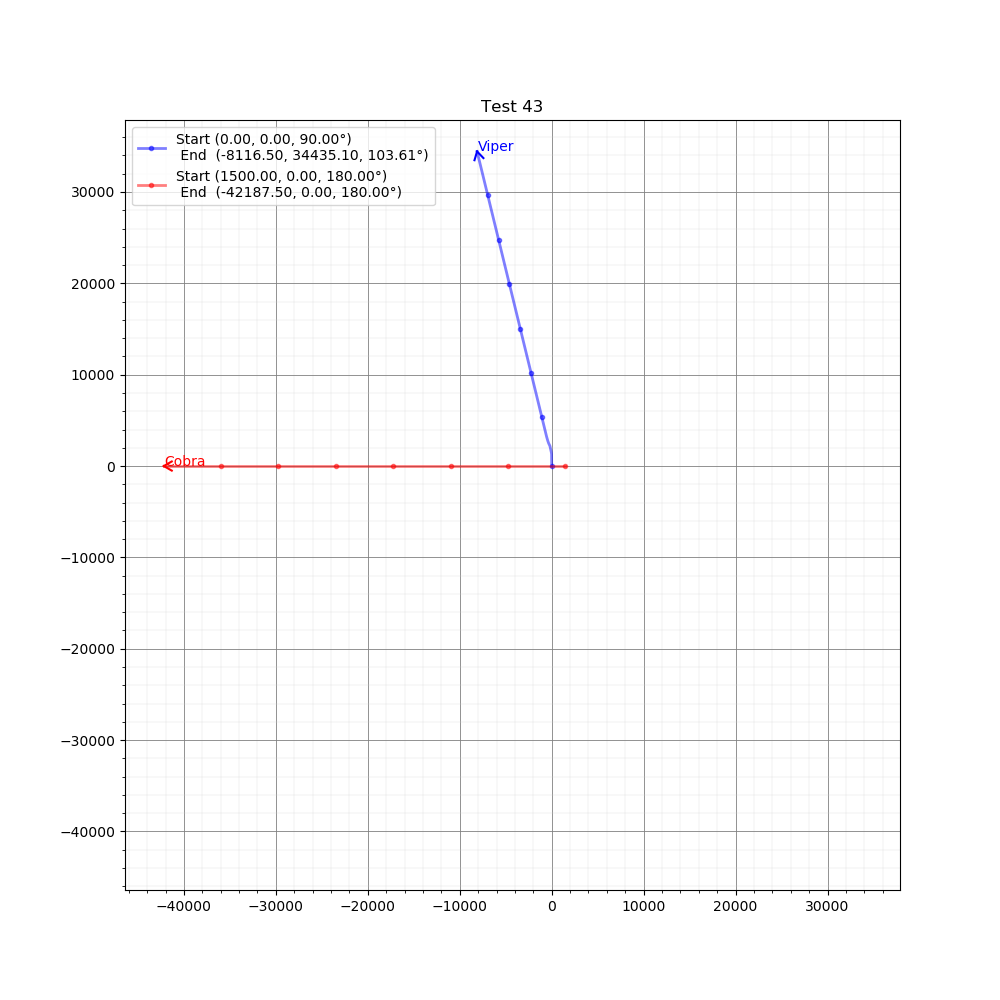 Test 43
Start (0.00, 0.00, 90.00°)
End (-8116.50, 34435.10, 103.61°)
Start (1500.00, 0.00, 180.00°)
End (-42187.50, 0.00, 180.00°)
Viper
Cobra
30000
20000
10000
0
−10000
−20000
−30000
−40000
−40000 −30000 −20000 −10000 0 10000 20000 30000